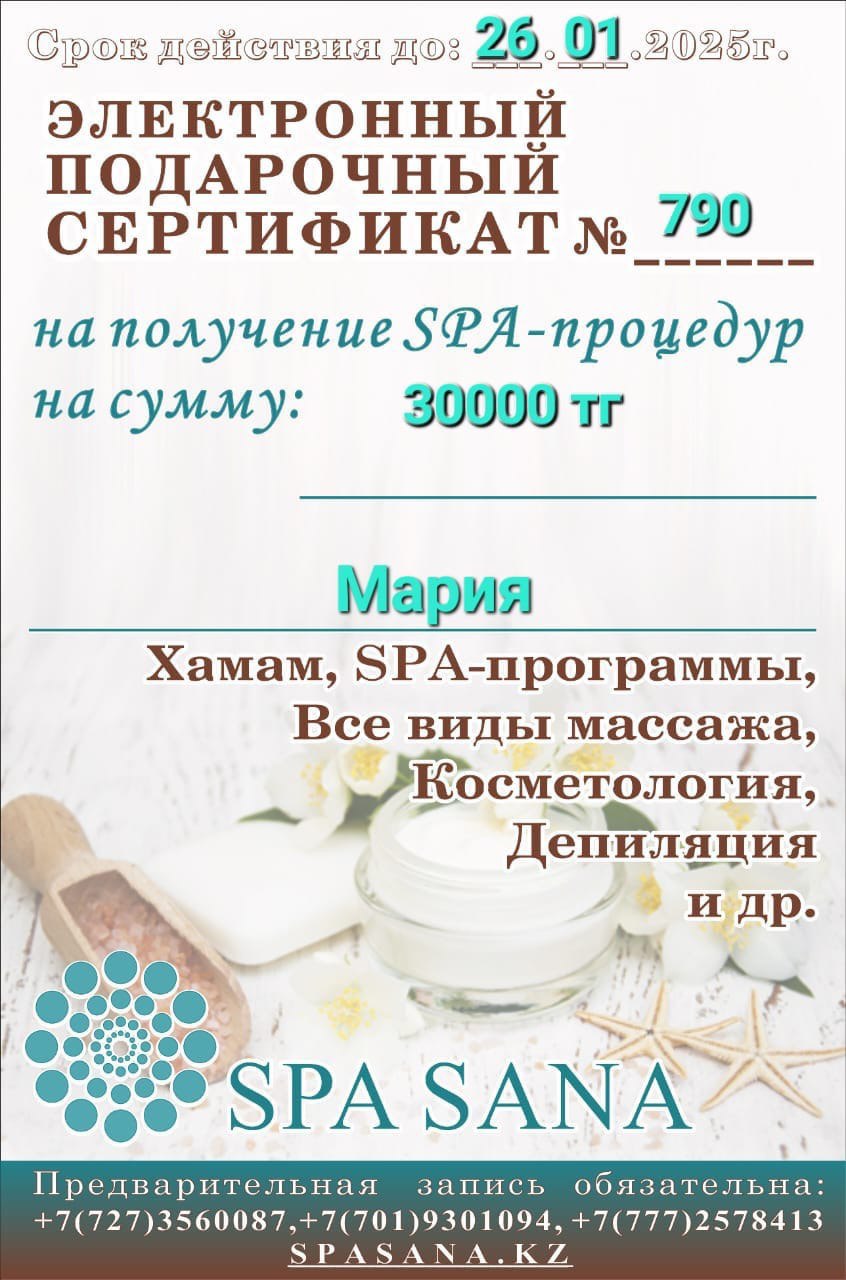 Срок действия до: 26.01.2025г.
ЭЛЕКТРОННЫЙ
ПОДАРОЧНЫЙ
СЕРТИФИКАТ № 790
на получение SPA-процедур
на сумму: 30000 тг
Мария
Хамам, SPA-программы,
Все виды массажа,
Косметология,
Депиляция
и др.
SPA SANA
Предварительная запись обязательна:
+7(727)3560087,+7(701)9301094, +7(777)2578413
SPASANA.KZ